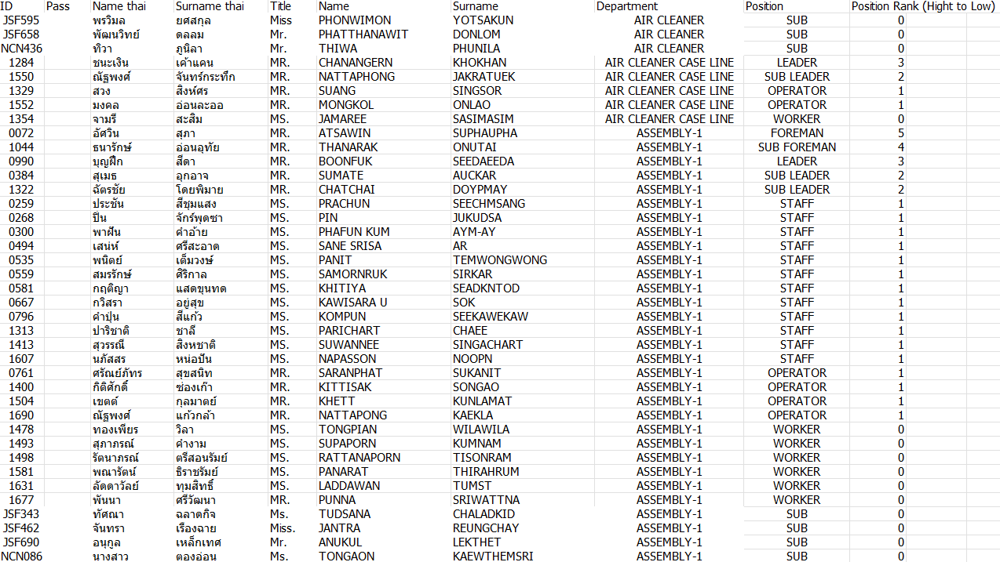 ID Pass Name thai Surname thai Title Name Surname Department Position Position Rank (Hight to Low)
JSF595 พรวิมล ยศสกุล Miss PHONWIMON YOTSAKUN AIR CLEANER SUB 0
JSF658 พัฒนวิทย์ ดลลม Mr. PHATTHANAWIT DONLOM AIR CLEANER SUB 0
NCN436 ทิวา ภูนิลา Mr. THIWA PHUNILA AIR CLEANER SUB 0
1284 ชนะเงิน เค้าแคน MR. CHANANGERN KHOKHAN AIR CLEANER CASE LINE LEADER 3
1550 ณัฐพงศ์ จันทร์กระทึก MR. NATTAPHONG JAKRATUEK AIR CLEANER CASE LINE SUB LEADER 2
1329 สวง สิงห์ศร MR. SUANG SINGSOR AIR CLEANER CASE LINE OPERATOR 1
1552 มงคล อ่อนละออ MR. MONGKOL ONLAO AIR CLEANER CASE LINE OPERATOR 1
1354 จามรี สะสิม MS. JAMAREE SASIMASIM AIR CLEANER CASE LINE WORKER 0
0072 อัศวิน สุภา MR. ATSAWIN SUPHAUPHA ASSEMBLY-1 FOREMAN 5
1044 ธนารักษ์ อ่อนอุทัย MR. THANARAK ONUTAI ASSEMBLY-1 SUB FOREMAN 4
0990 บุญฝึก สีดา MR. BOONFUK SEEDAEEDA ASSEMBLY-1 LEADER 3
0384 สุเมธ อุกอาจ MR. SUMATE AUCKAR ASSEMBLY-1 SUB LEADER 2
1322 ฉัตรชัย โดยพิมาย MR. CHATCHAI DOYPMAY ASSEMBLY-1 SUB LEADER 2
0259 ประชัน สีชุมแสง MS. PRACHUN SEECHMSANG ASSEMBLY-1 STAFF 1
0268 ปิ่น จักร์พุดซา MS. PIN JUKUDSA ASSEMBLY-1 STAFF 1
0300 พาฝัน คำอ้าย MS. PHAFUN KUM AYM-AY ASSEMBLY-1 STAFF 1
0494 เสน่ห์ ศรีสะอาด MS. SANE SRISA AR ASSEMBLY-1 STAFF 1
0535 พนิตย์ เต็มวงษ์ MS. PANIT TEMWONGWONG ASSEMBLY-1 STAFF 1
0559 สมรรักษ์ ศิริกาล MS. SAMORNRUK SIRKAR ASSEMBLY-1 STAFF 1
0581 กฤติญา แสดขุนทด MS. KHITIYA SEADKNTOD ASSEMBLY-1 STAFF 1
0667 กวิสรา อยู่สุข MS. KAWISARA U SOK ASSEMBLY-1 STAFF 1
0796 คำปุ่น สีแก้ว MS. KOMPUN SEEKAWEKAW ASSEMBLY-1 STAFF 1
1313 ปาริชาติ ชาลี MS. PARICHART CHAEE ASSEMBLY-1 STAFF 1
1413 สุวรรณี สิงหชาติ MS. SUWANNEE SINGACHART ASSEMBLY-1 STAFF 1
1607 นภัสสร หน่อปัน MS. NAPASSON NOOPN ASSEMBLY-1 STAFF 1
0761 ศรัณย์ภัทร สุขสนิท MR. SARANPHAT SUKANIT ASSEMBLY-1 OPERATOR 1
1400 กิติศักดิ์ ซ่องเก๊า MR. KITTISAK SONGAO ASSEMBLY-1 OPERATOR 1
1504 เขตต์ กุลมาตย์ MR. KHETT KUNLAMAT ASSEMBLY-1 OPERATOR 1
1690 ณัฐพงศ์ แก้วกล้า MR. NATTAPONG KAEKLA ASSEMBLY-1 OPERATOR 1
1478 ทองเพียร วิลา MS. TONGPIAN WILAWILA ASSEMBLY-1 WORKER 0
1493 สุภาภรณ์ คำงาม MS. SUPAPORN KUMNAM ASSEMBLY-1 WORKER 0
1498 รัตนาภรณ์ ตรีสอนรัมย์ MS. RATTANAPORN TISONRAM ASSEMBLY-1 WORKER 0
1581 พณารัตน์ ธิราชรัมย์ MS. PANARAT THIRAHRUM ASSEMBLY-1 WORKER 0
1631 ลัดดาวัลย์ ทุมสิทธิ์ MS. LADDAWAN TUMST ASSEMBLY-1 WORKER 0
1677 พันนา ศรีวัฒนา MR. PUNNA SRIWATTNA ASSEMBLY-1 WORKER 0
JSF343 ทัศณา ฉลาดกิจ Ms. TUDSANA CHALADKID ASSEMBLY-1 SUB 0
JSF462 จันทรา เรืองฉาย Miss. JANTRA REUNGCHAY ASSEMBLY-1 SUB 0
JSF690 อนุกูล เหล็กเทศ Mr. ANUKUL LEKTHET ASSEMBLY-1 SUB 0
NCN086 นางสาว ตองอ่อน Ms. TONGAON KAEWTHEMSRI ASSEMBLY-1 SUB 0